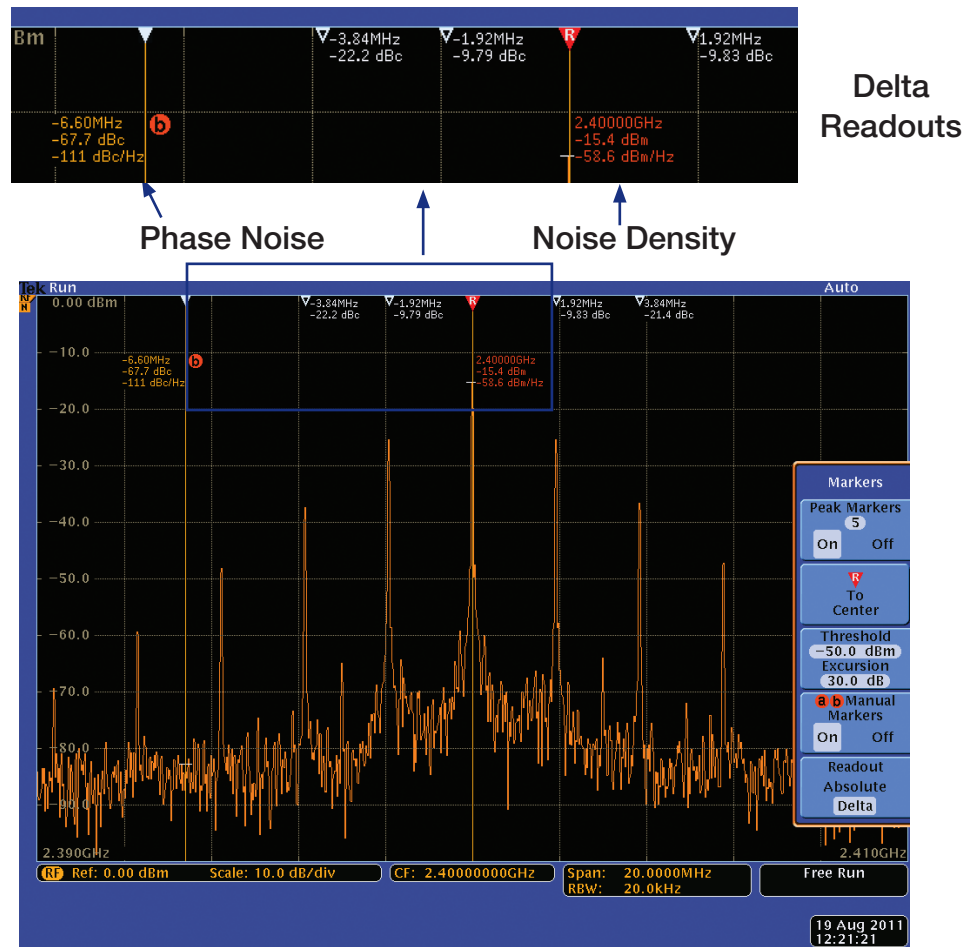 Bm
-3.84MHz
-22.2 dBc
-1.92MHz
-9.79 dBc
R
1.92MHz
-9.83 dBc
-6.60MHz
-67.7 dBc
-111 dBc/Hz
b
2.40000GHz
-15.4 dBm
-58.6 dBm/Hz
Delta
Readouts
Phase Noise
Noise Density
Tek Run
Auto
0.00 dBm
-3.84MHz
-22.2 dBc
-1.92MHz
-9.79 dBc
R
1.92MHz
-9.83 dBc
3.84MHz
-21.4 dBc
-10.0
-6.60MHz
-67.7 dBc
-111 dBc/Hz
b
2.40000GHz
-15.4 dBm
-58.6 dBm/Hz
-20.0
-30.0
-40.0
-50.0
-60.0
-70.0
-80.0
-90.0
2.390GHz
2.410GHz
Markers
Peak Markers
5
On Off
R
To
Center
Threshold
-50.0 dBm
Excursion
30.0 dB
a b Manual
Markers
On Off
Readout
Absolute
Delta
RF Ref: 0.00 dBm Scale: 10.0 dB/div
CF: 2.40000000GHz
Span: 20.0000MHz
RBW: 20.0kHz
Free Run
19 Aug 2011
12:21:21